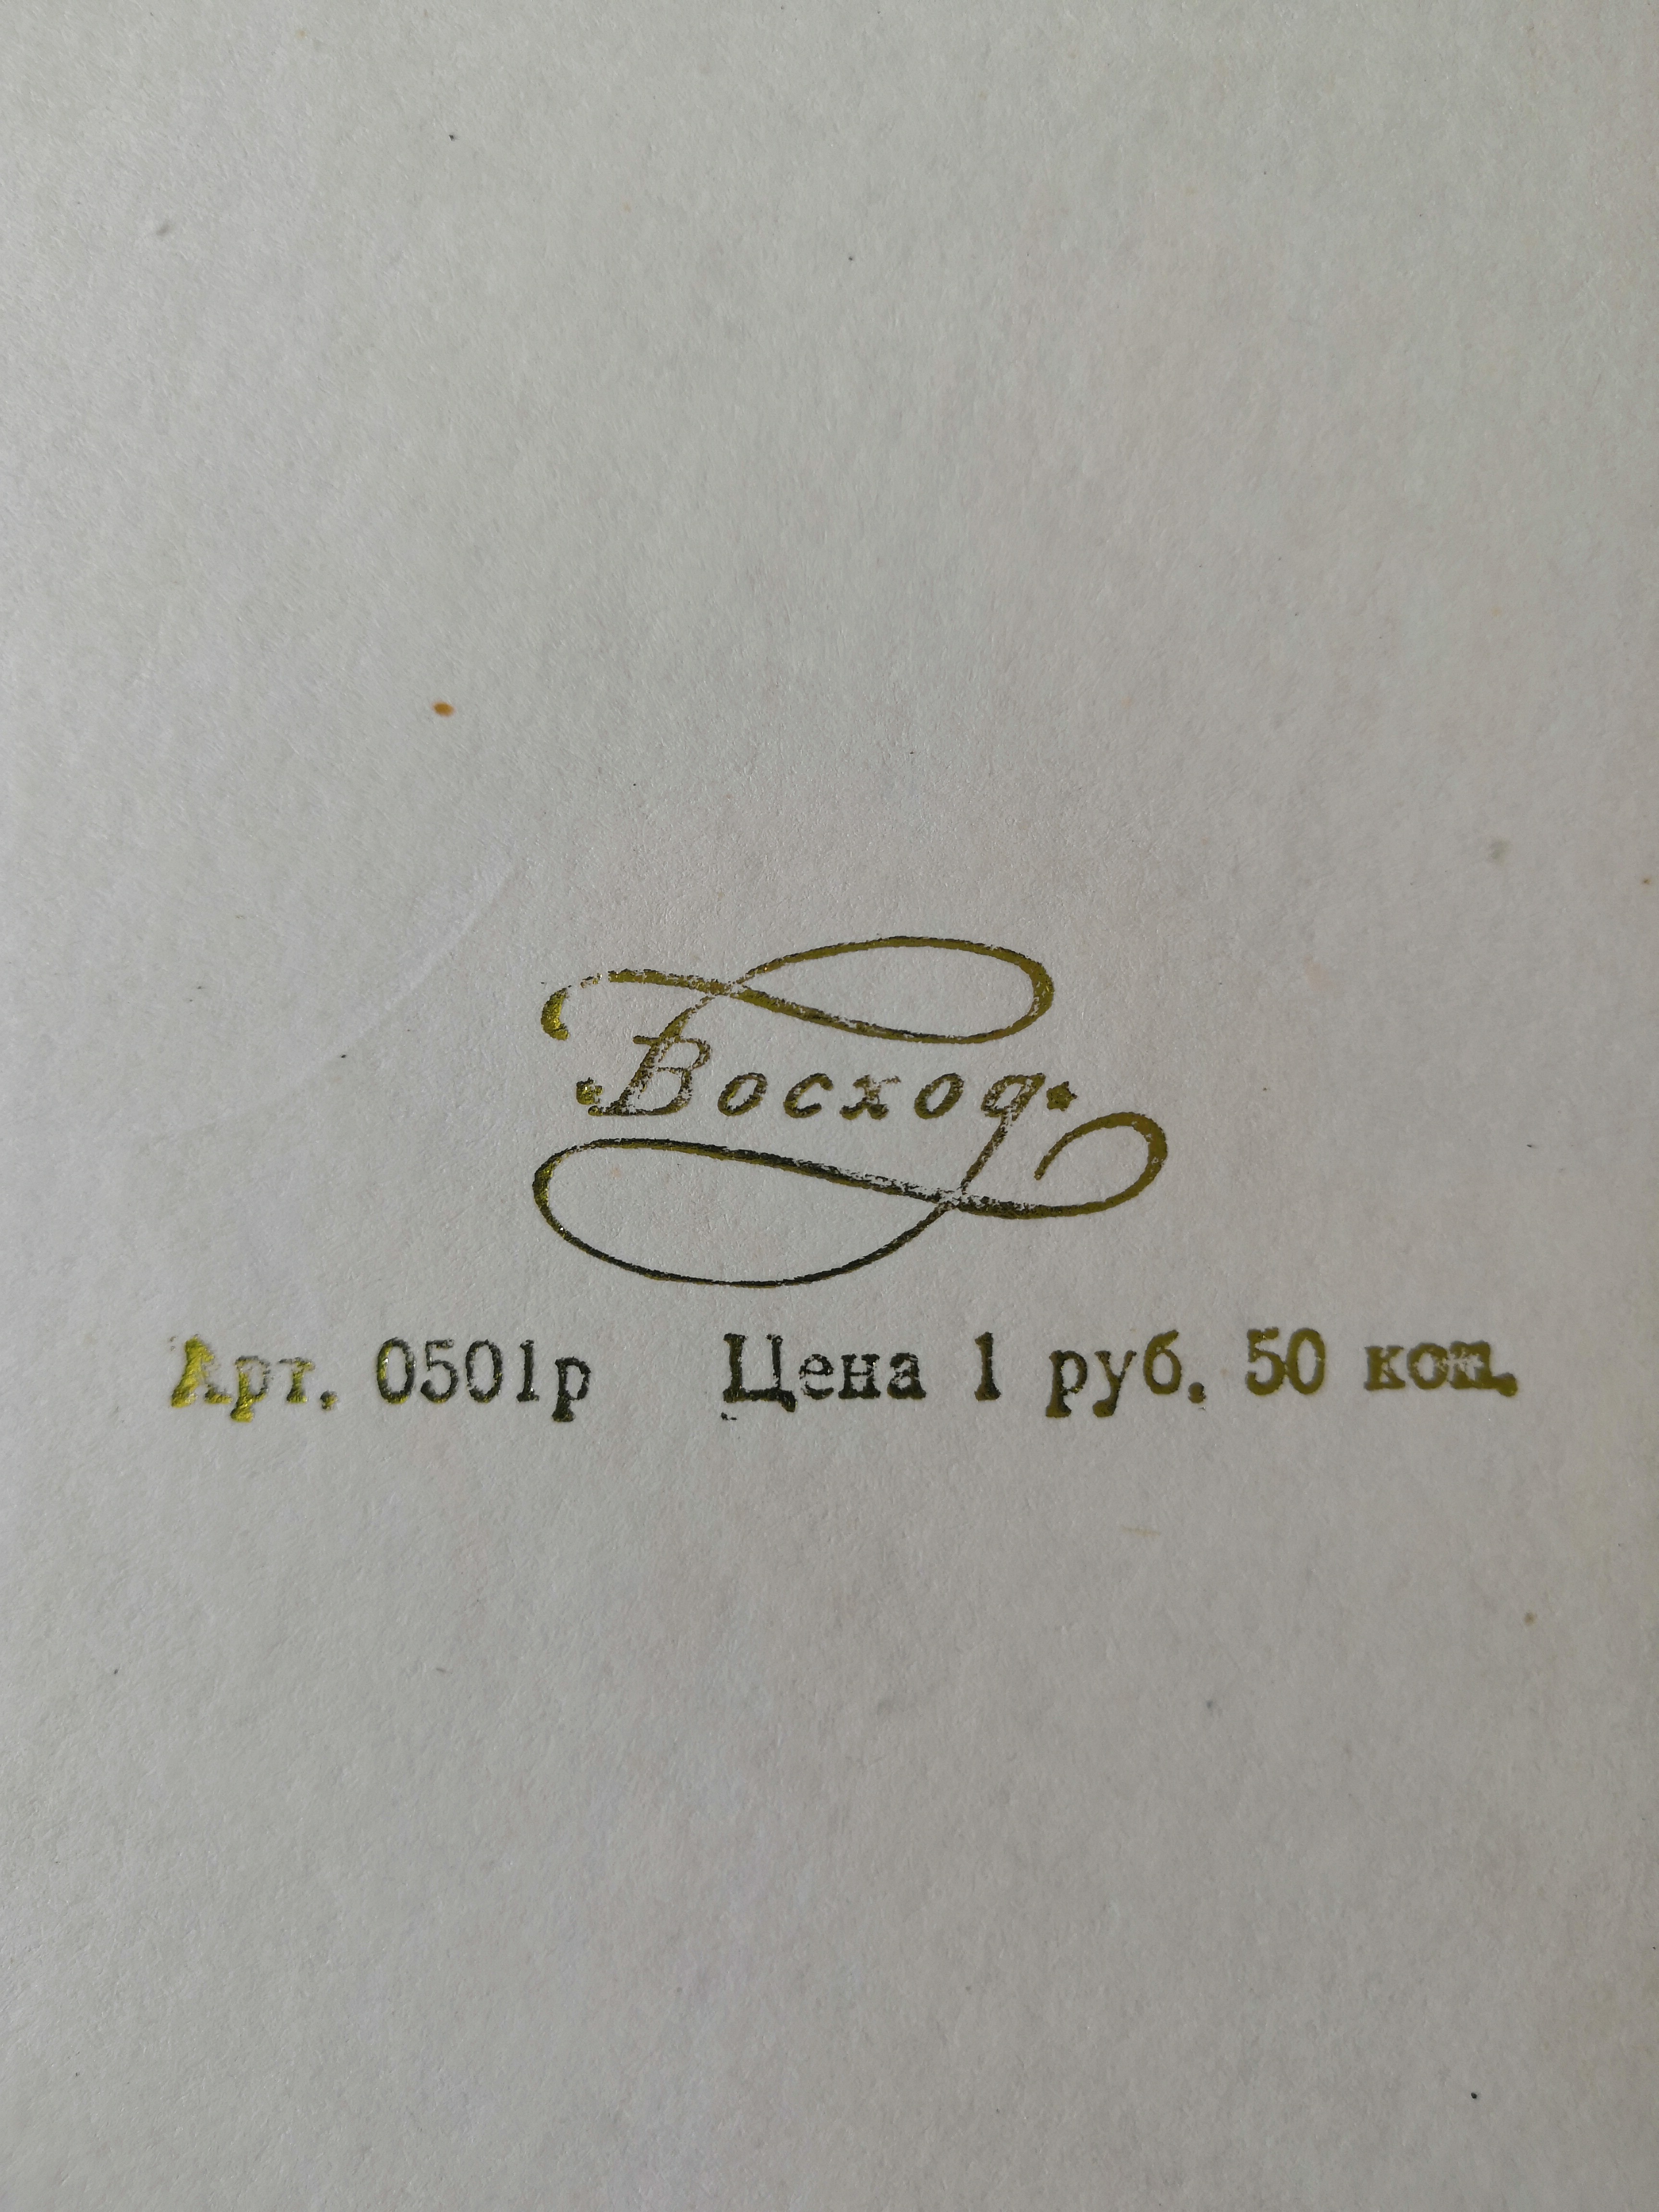 Восход
Арт. 0501р Цена 1 руб. 50 коп.